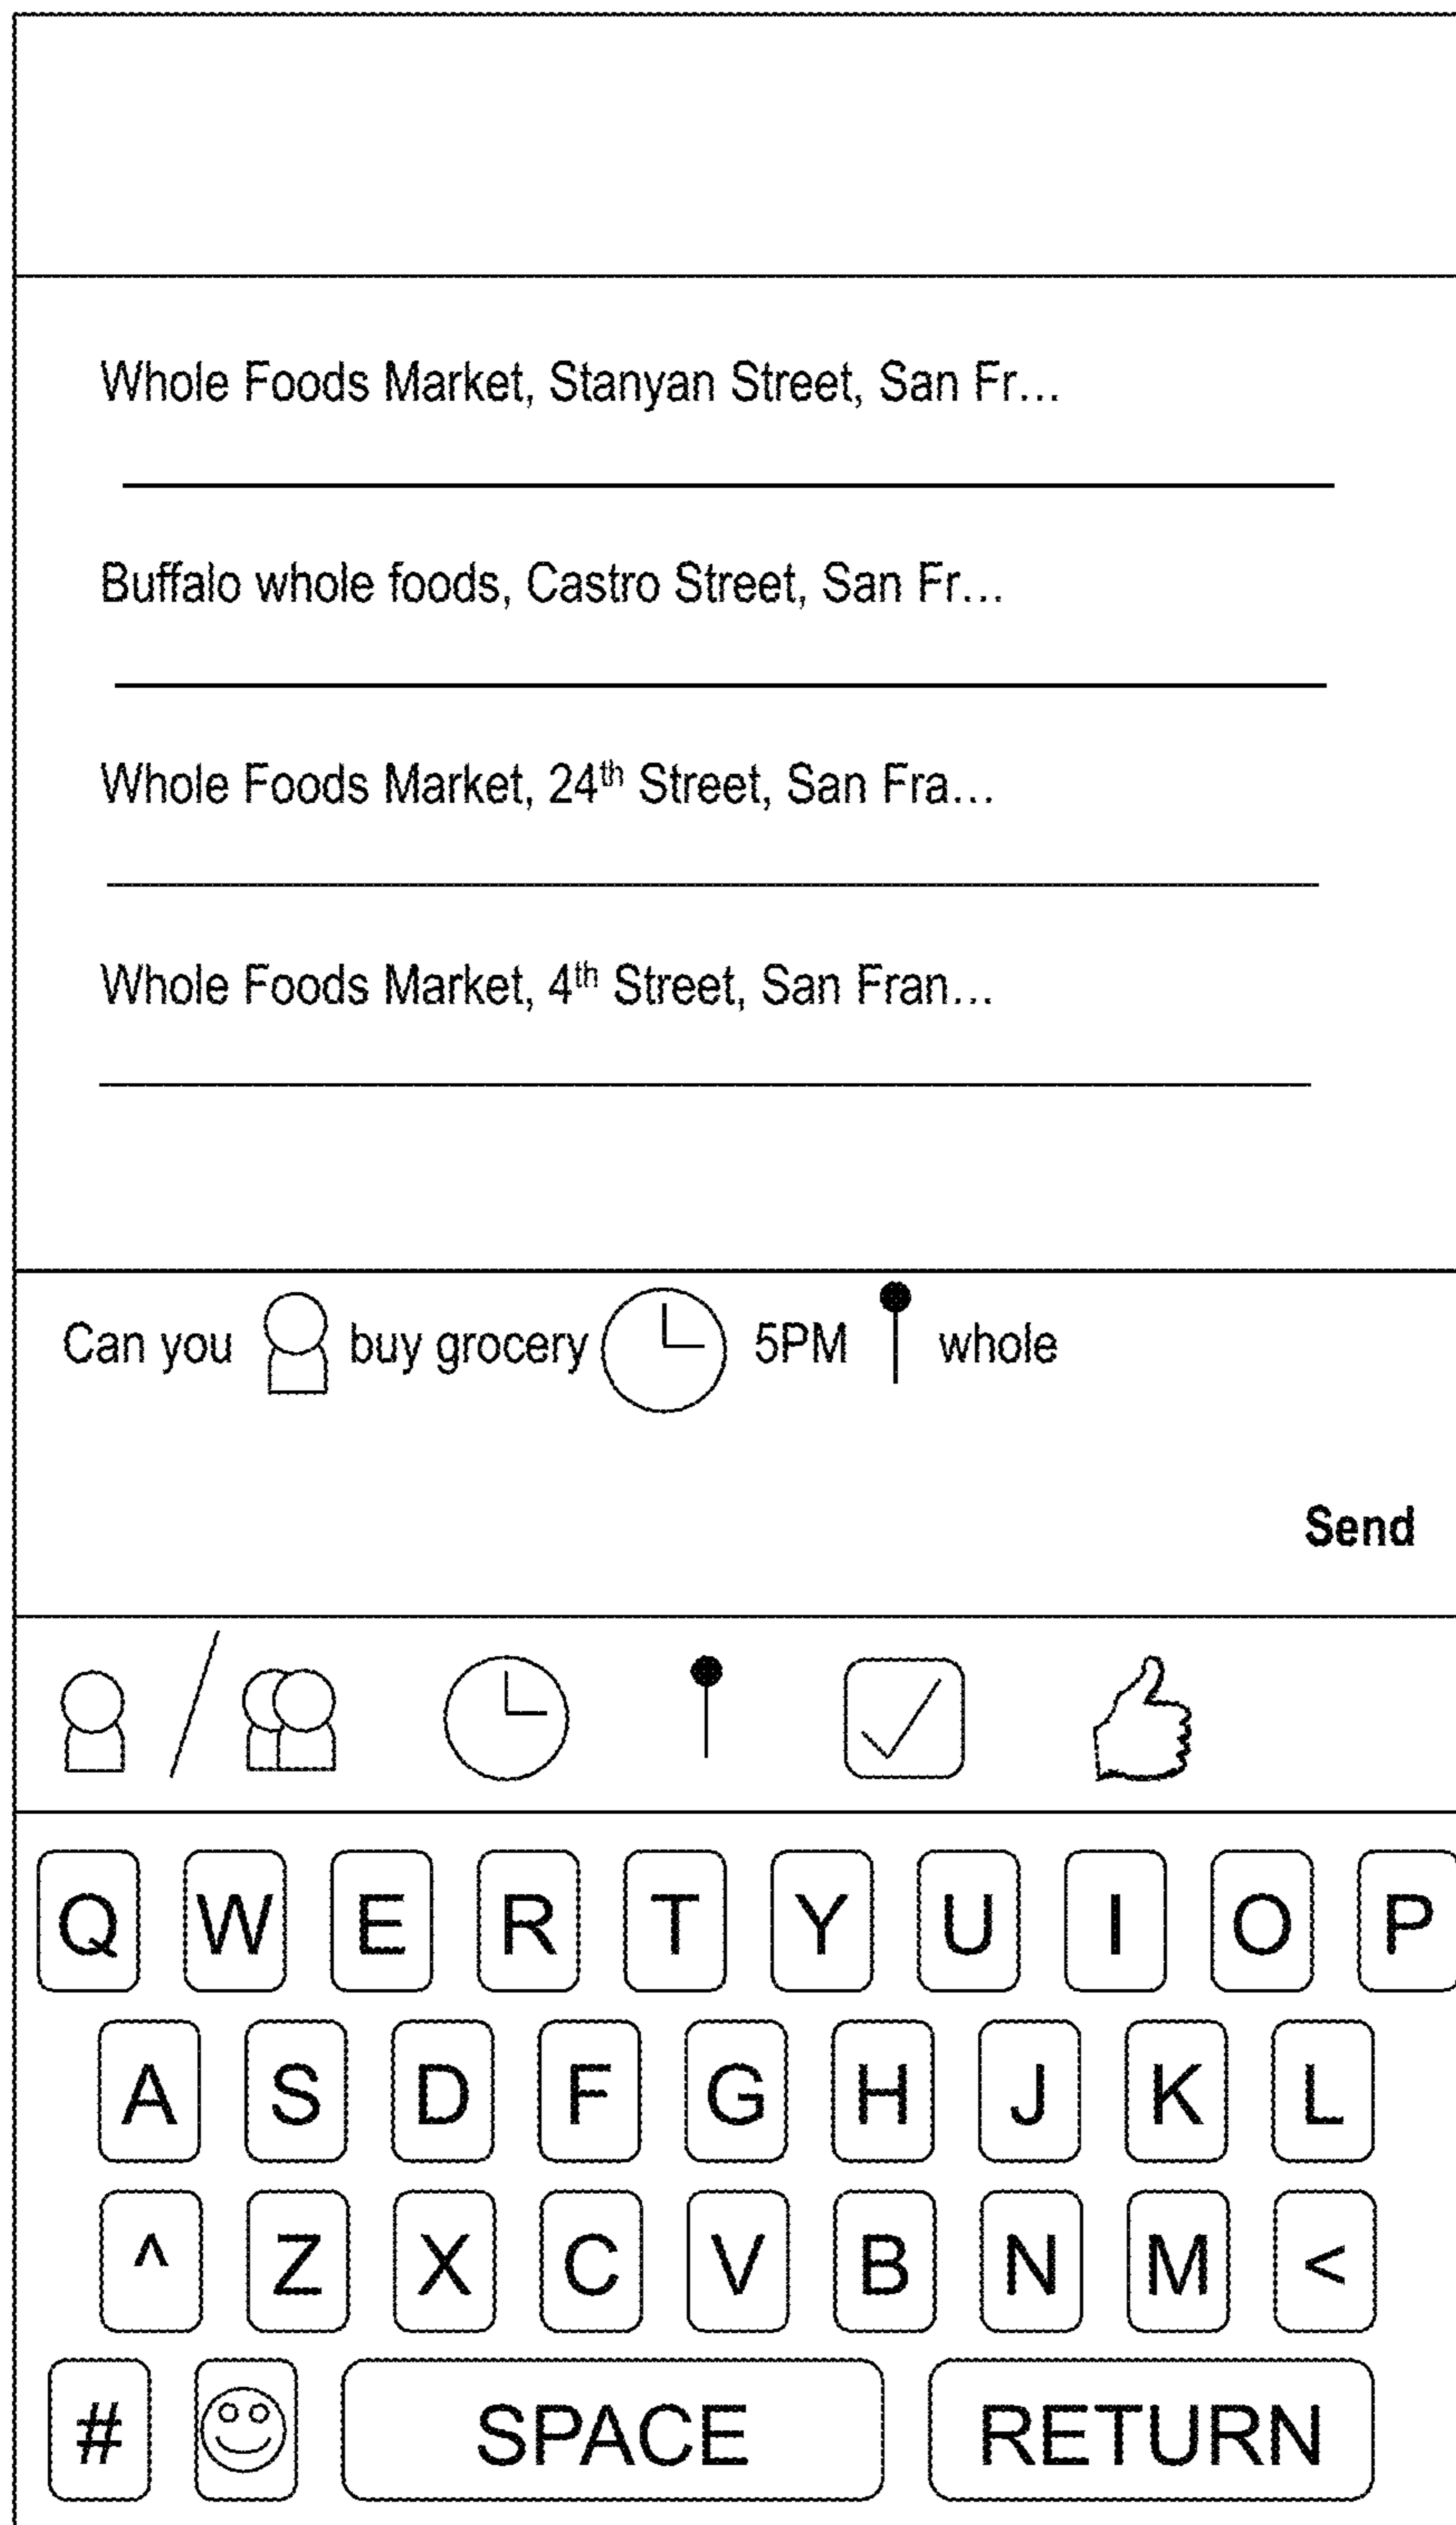 Whole Foods Market, Stanyan Street, San Fr...
Buffalo whole foods, Castro Street, San Fr...
Whole Foods Market, 24th Street, San Fra...
Whole Foods Market, 4th Street, San Fran...
Can you buy grocery 5PM whole
Send
Q W E R T Y U I O P
A S D F G H J K L
^ Z X C V B N M <
# SPACE RETURN